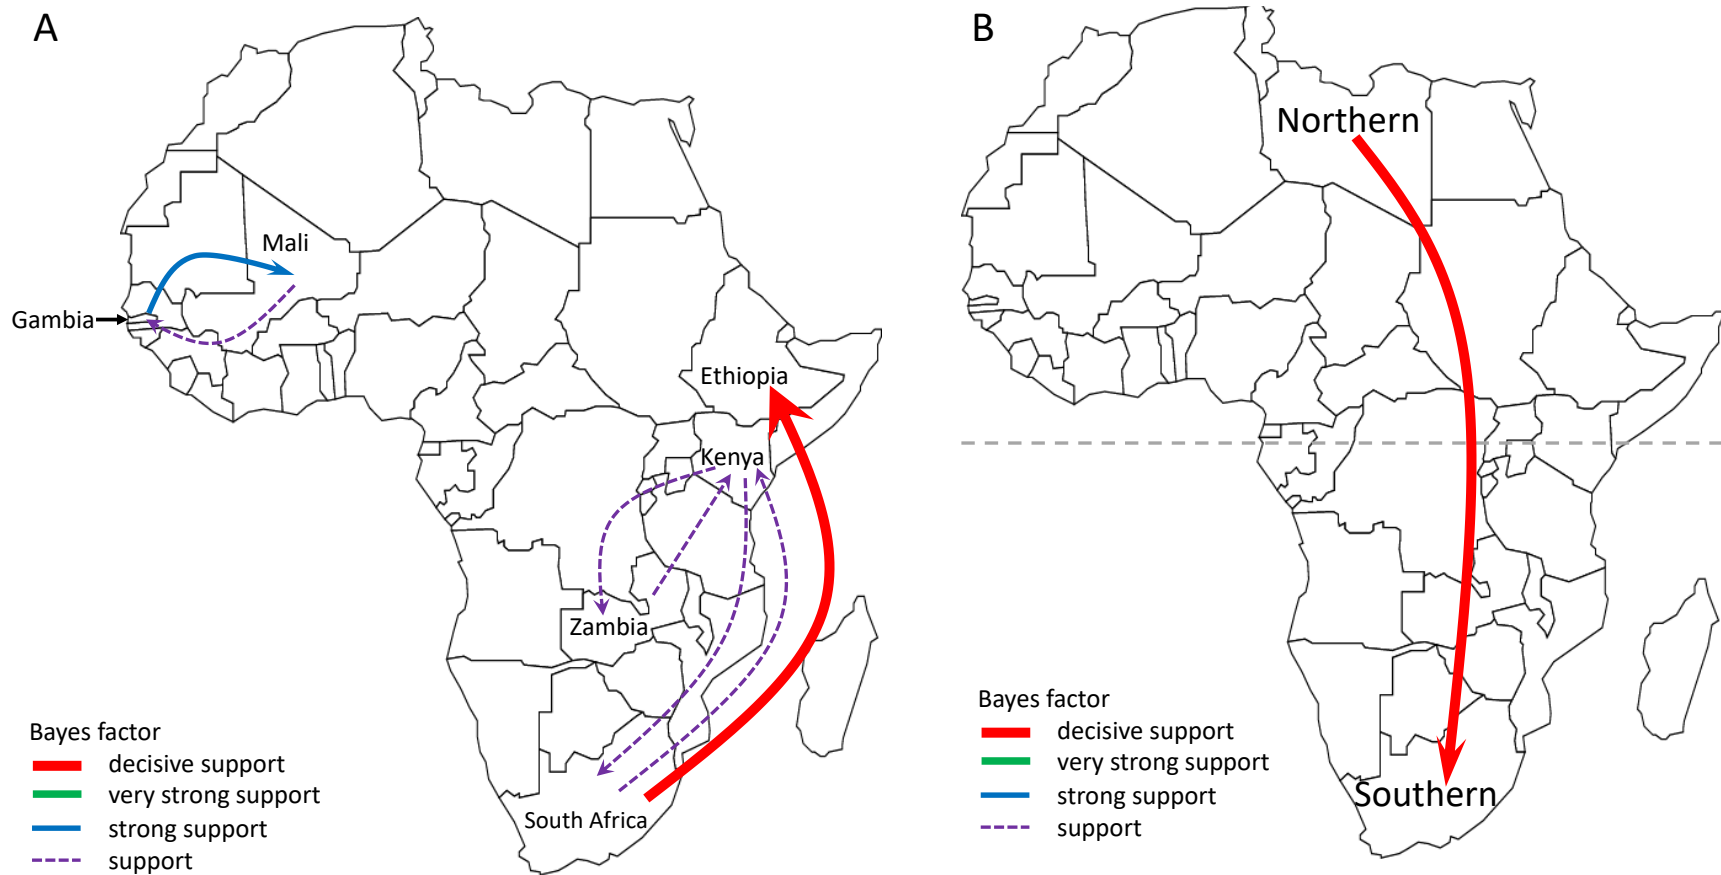 A
Mali
Gambia
Ethiopia
Kenya
Zambia
South Africa
Bayes factor
decisive support
very strong support
strong support
support
B
Northern
Southern
Bayes factor
decisive support
very strong support
strong support
support